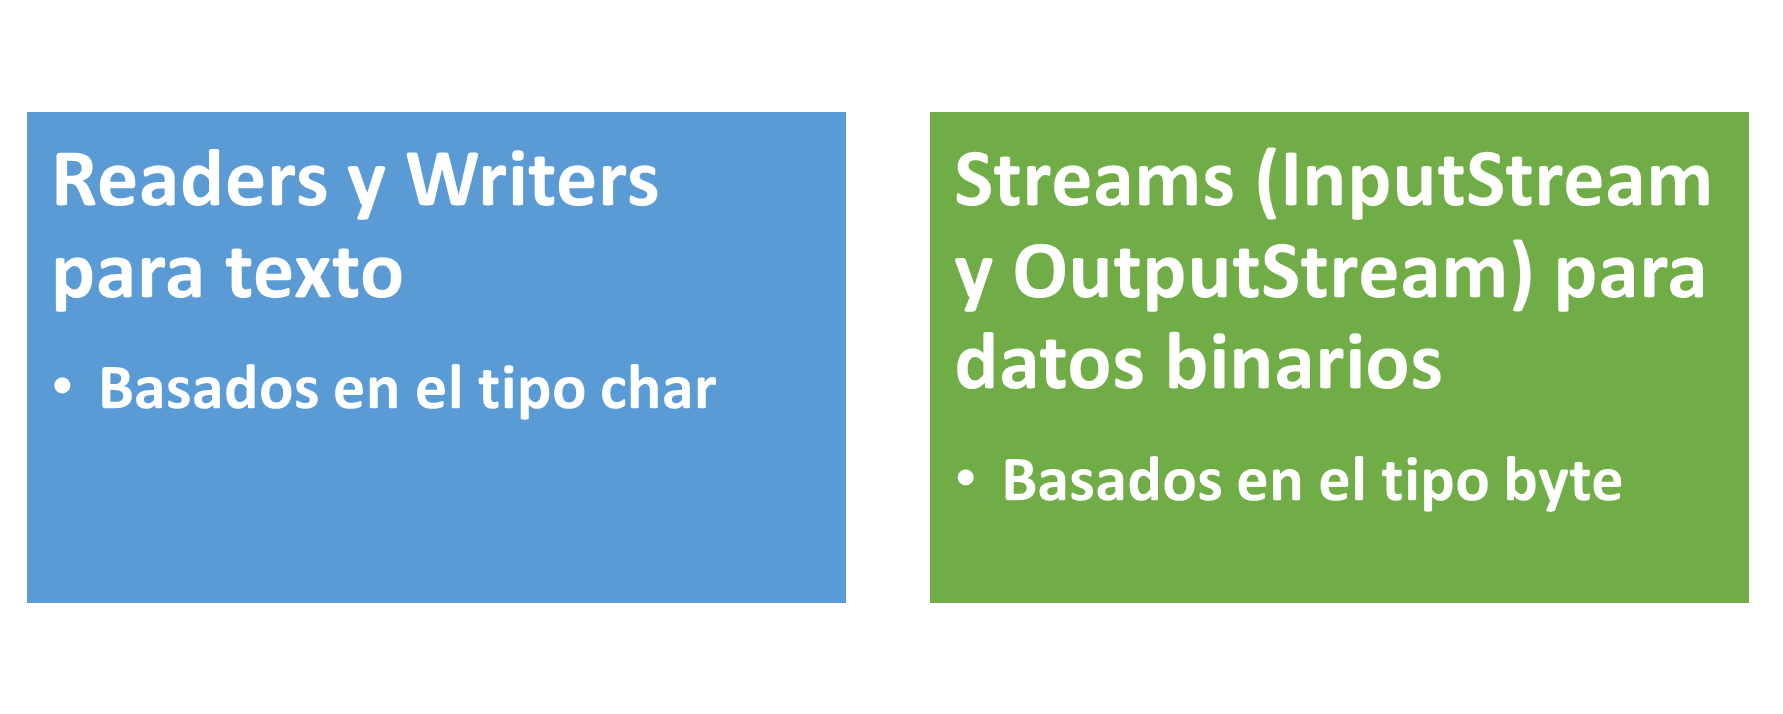 Readers y Writers
para texto
• Basados en el tipo char
Streams (InputStream
y OutputStream) para
datos binarios
• Basados en el tipo byte